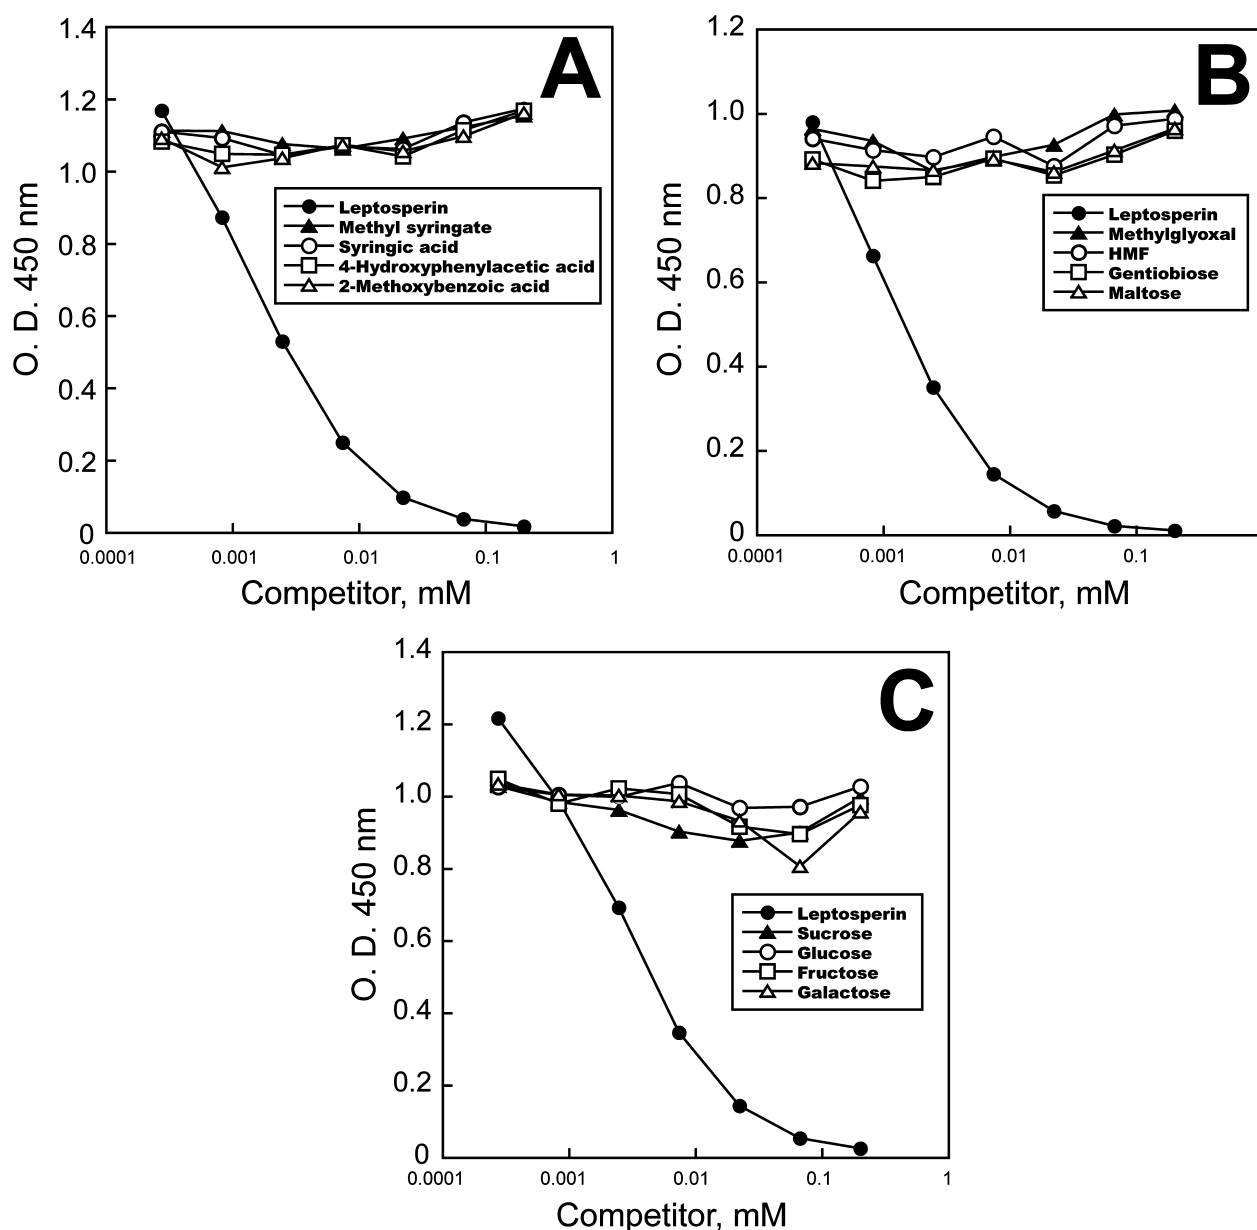 A
1.4
1.2
1.0
0.8
0.6
0.4
0.2
0
O. D. 450 nm
Leptosperin
Methyl syringate
Syringic acid
4-Hydroxyphenylacetic acid
2-Methoxybenzoic acid
0.0001
0.001
0.01
0.1
1
Competitor, mM
B
1.2
1.0
0.8
0.6
0.4
0.2
0
O. D. 450 nm
Leptosperin
Methylglyoxal
HMF
Gentiobiose
Maltose
0.0001
0.001
0.01
0.1
Competitor, mM
C
1.4
1.2
1.0
0.8
0.6
0.4
0.2
0
O. D. 450 nm
Leptosperin
Sucrose
Glucose
Fructose
Galactose
0.0001
0.001
0.01
0.1
1
Competitor, mM